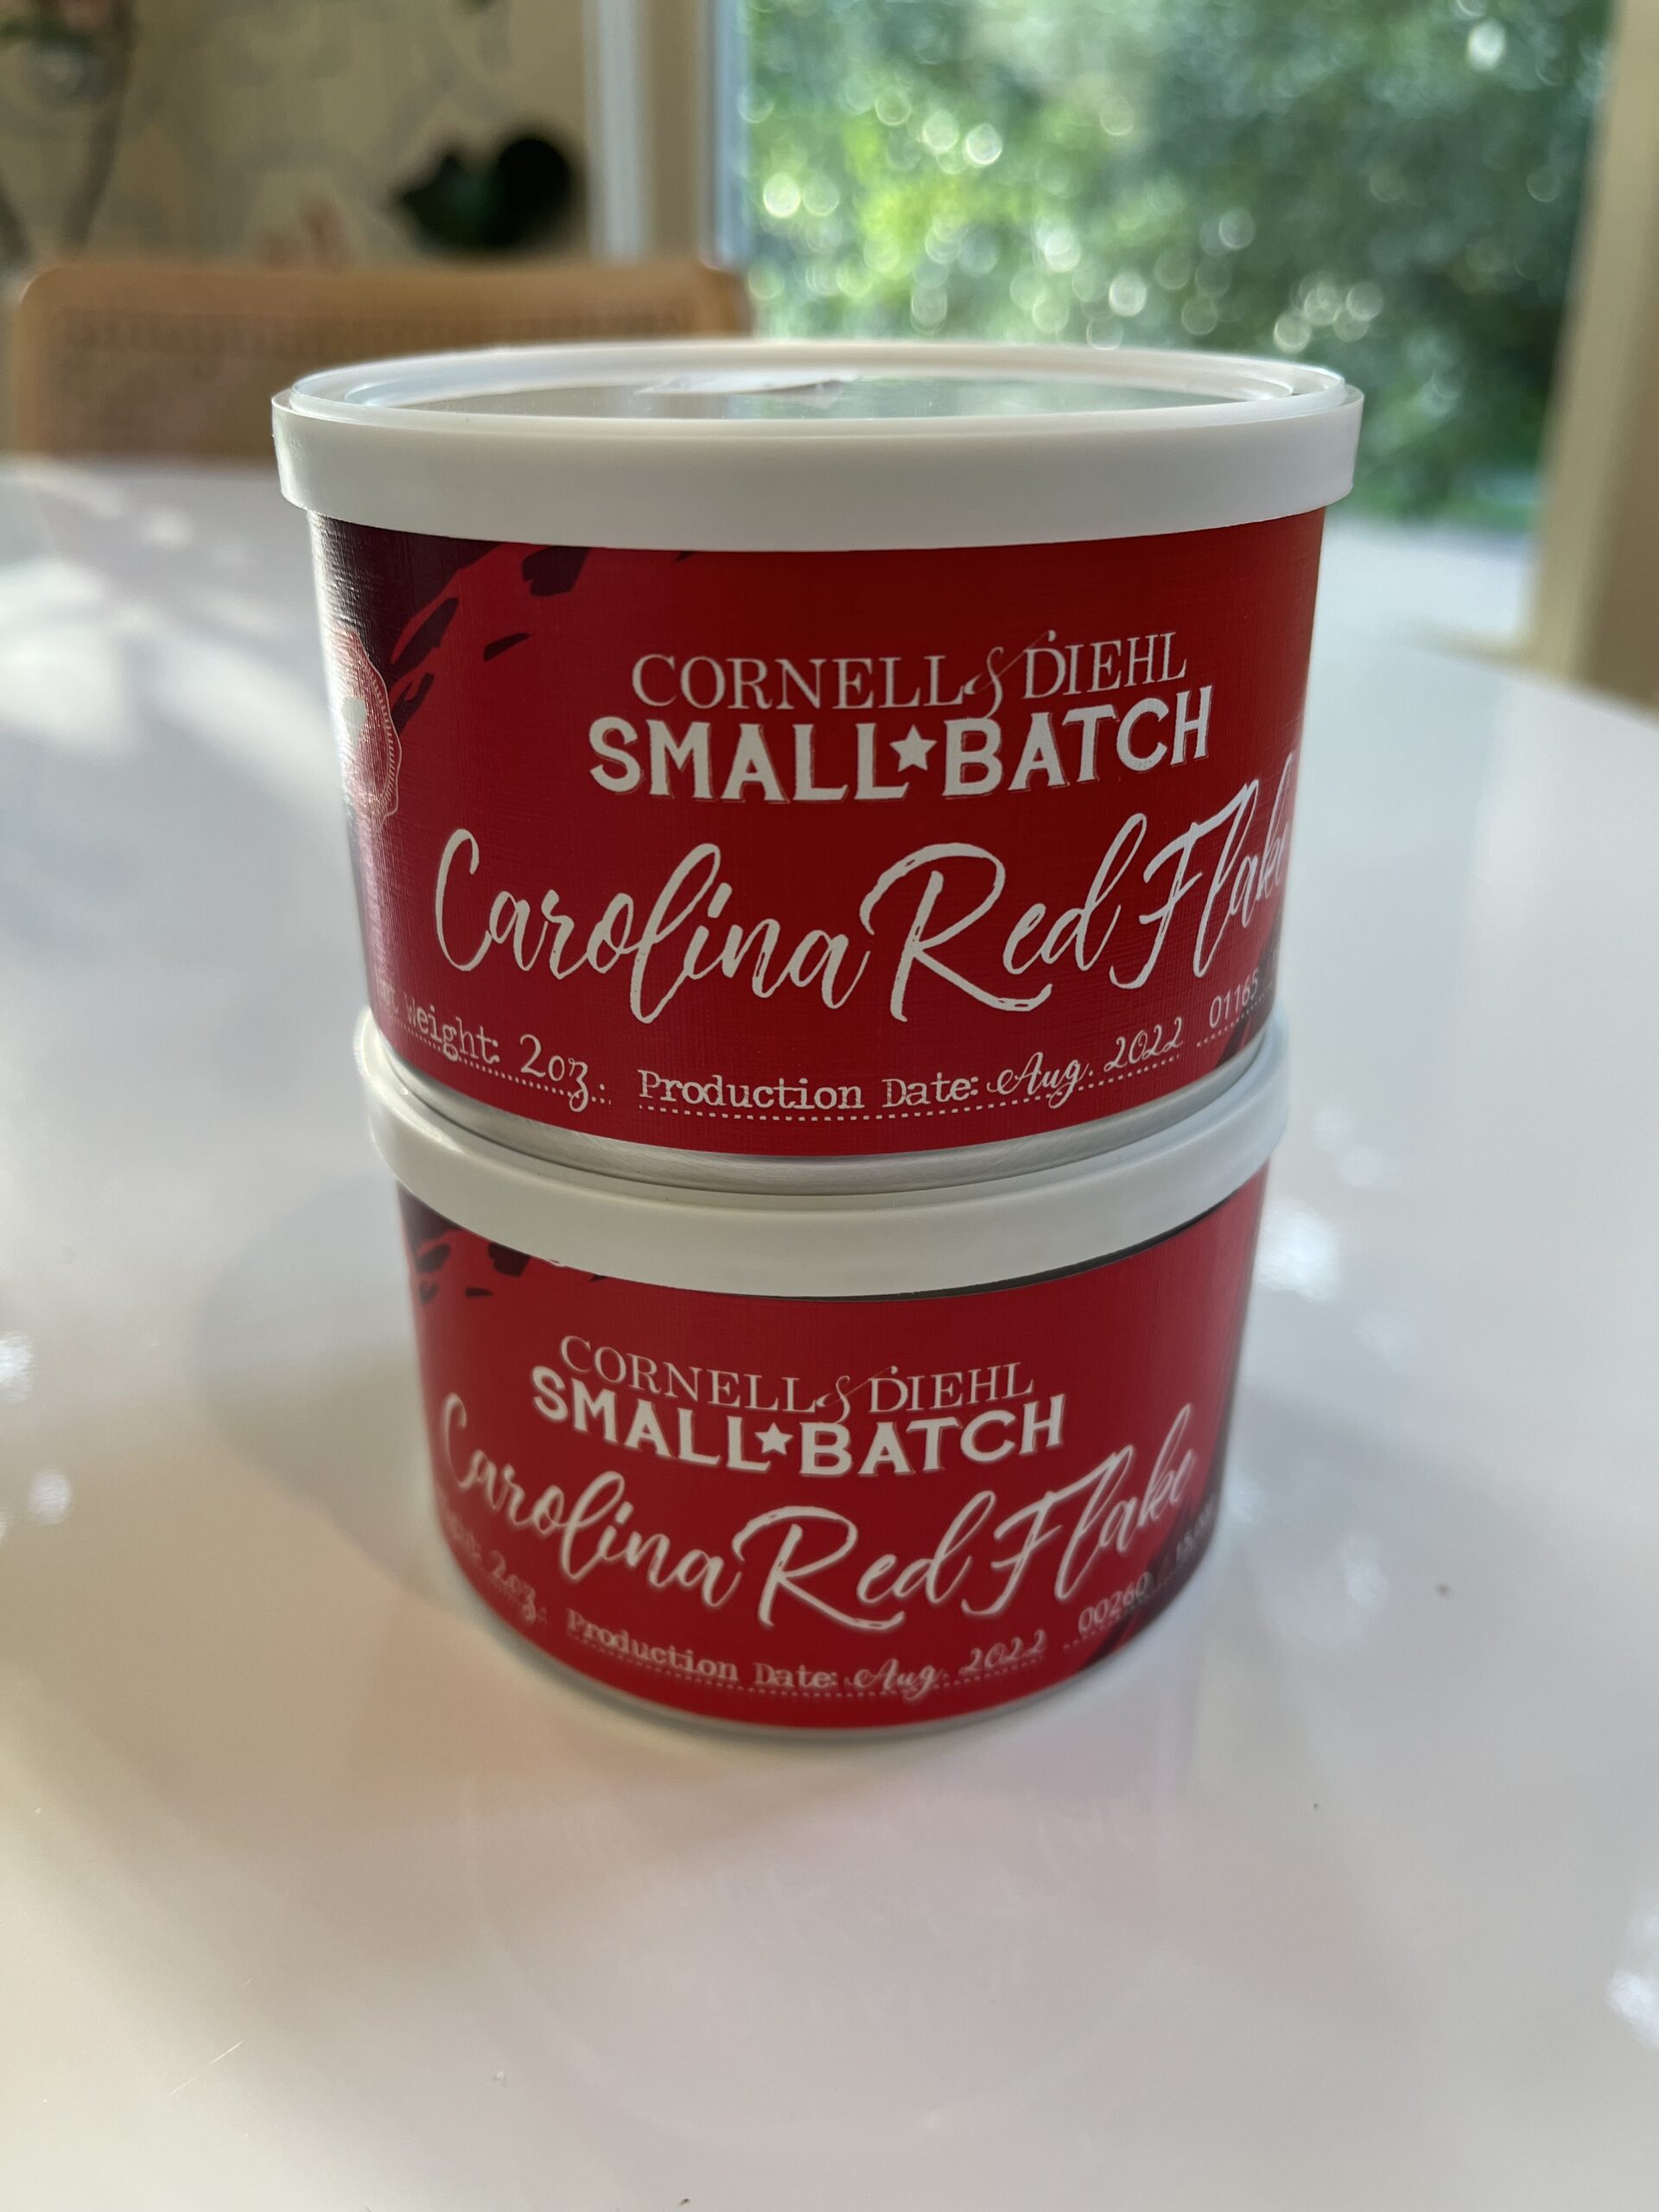 CORNELL & DIEHL
SMALL★BATCH
Carolina Red Flake
Weight: 2oz. Production Date: Aug. 2022 01165
CORNELL & DIEHL
SMALL★BATCH
Carolina Red Flake
2oz. Production Date: Aug. 2022 00260